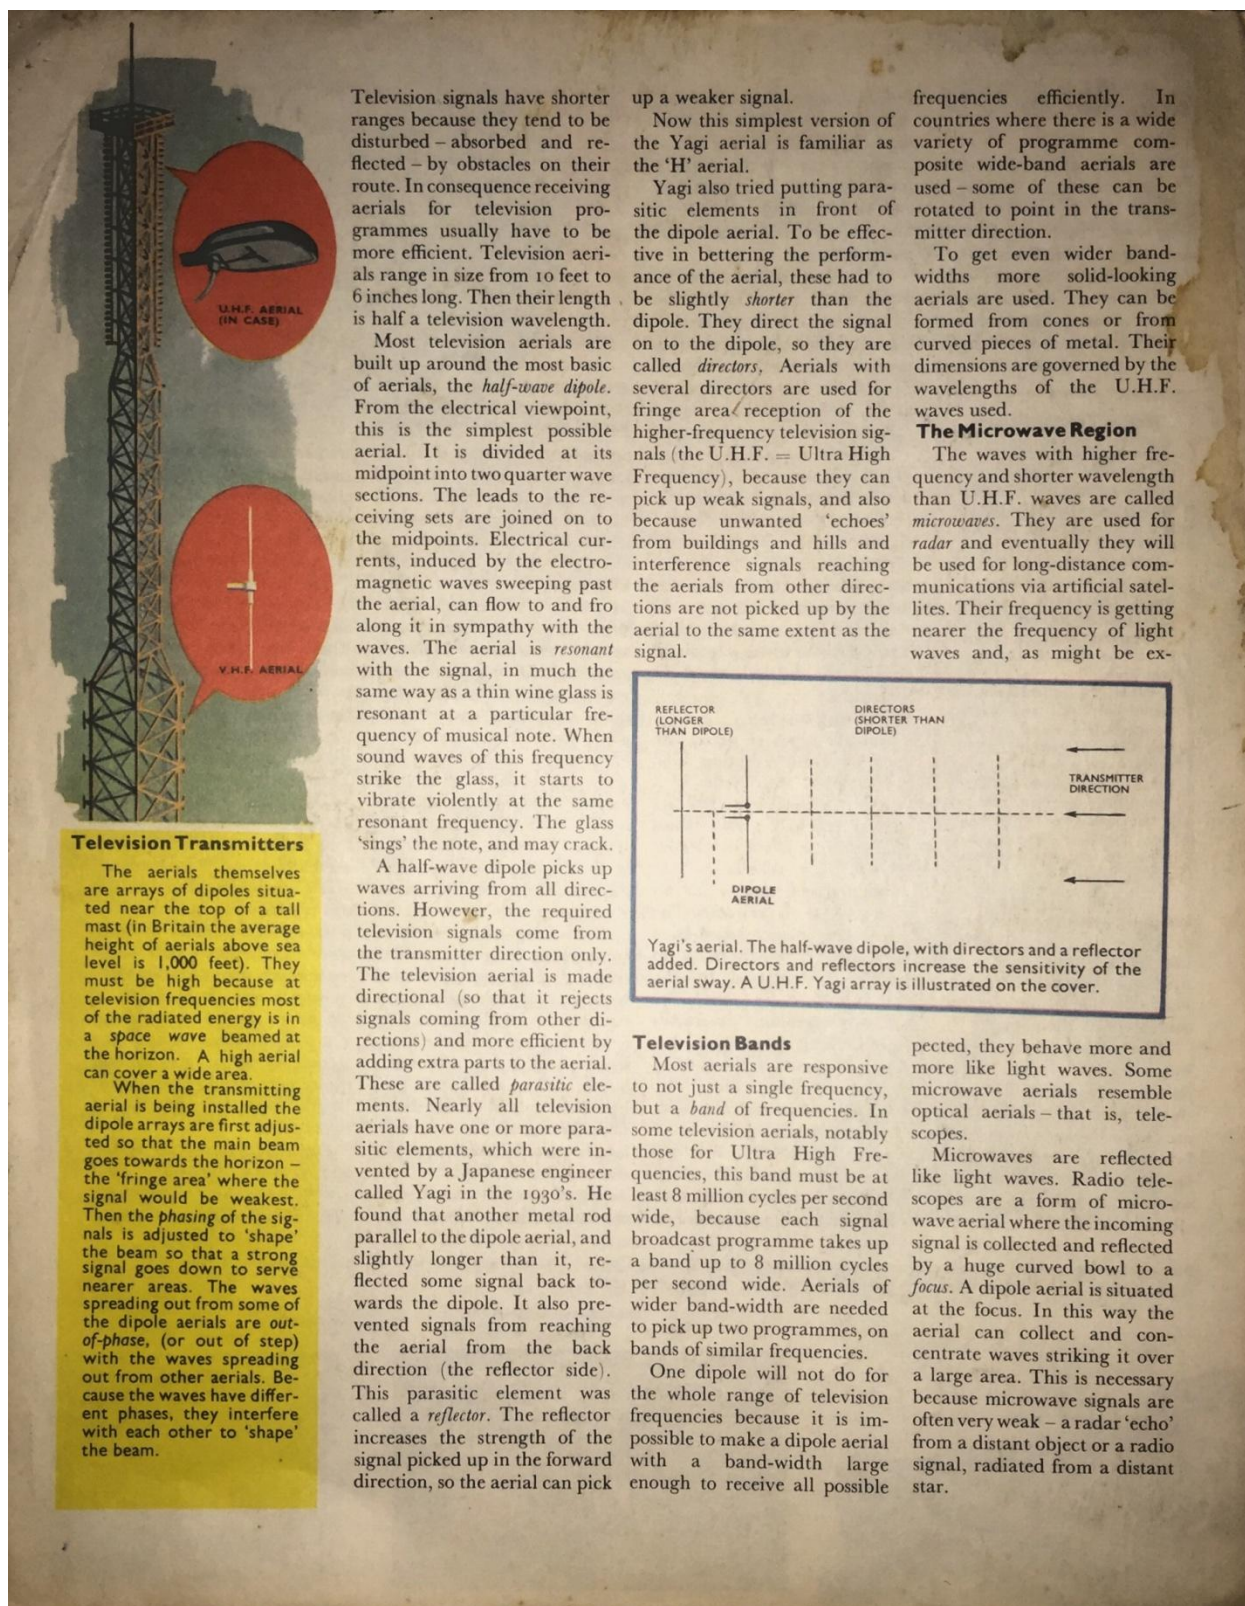 U.H.F. AERIAL
(IN CASE)
V.H.F. AERIAL
Television Transmitters
The aerials themselves
are arrays of dipoles situa-
ted near the top of a tall
mast (in Britain the average
height of aerials above sea
level is 1,000 feet). They
must be high because at
television frequencies most
of the radiated energy is in
a space wave beamed at
the horizon. A high aerial
can cover a wide area.
When the transmitting
aerial is being installed the
dipole arrays are first adjus-
ted so that the main beam
goes towards the horizon –
the 'fringe area' where the
signal would be weakest.
Then the phasing of the sig-
nals is adjusted to 'shape'
the beam so that a strong
signal goes down to serve
nearer areas. The waves
spreading out from some of
the dipole aerials are out-
of-phase, (or out of step)
with the waves spreading
out from other aerials. Be-
cause the waves have differ-
ent phases, they interfere
with each other to 'shape'
the beam.
Television signals have shorter
ranges because they tend to be
disturbed – absorbed and re-
flected – by obstacles on their
route. In consequence receiving
aerials for television pro-
grammes usually have to be
more efficient. Television aeri-
als range in size from 10 feet to
6 inches long. Then their length
is half a television wavelength.
Most television aerials are
built up around the most basic
of aerials, the half-wave dipole.
From the electrical viewpoint,
this is the simplest possible
aerial. It is divided at its
midpoint into two quarter wave
sections. The leads to the re-
ceiving sets are joined on to
the midpoints. Electrical cur-
rents, induced by the electro-
magnetic waves sweeping past
the aerial, can flow to and fro
along it in sympathy with the
waves. The aerial is resonant
with the signal, in much the
same way as a thin wine glass is
resonant at a particular fre-
quency of musical note. When
sound waves of this frequency
strike the glass, it starts to
vibrate violently at the same
resonant frequency. The glass
'sings' the note, and may crack.
A half-wave dipole picks up
waves arriving from all direc-
tions. However, the required
television signals come from
the transmitter direction only.
The television aerial is made
directional (so that it rejects
signals coming from other di-
rections) and more efficient by
adding extra parts to the aerial.
These are called parasitic ele-
ments. Nearly all television
aerials have one or more para-
sitic elements, which were in-
vented by a Japanese engineer
called Yagi in the 1930's. He
found that another metal rod
parallel to the dipole aerial, and
slightly longer than it, re-
flected some signal back to-
wards the dipole. It also pre-
vented signals from reaching
the aerial from the back
direction (the reflector side).
This parasitic element was
called a reflector. The reflector
increases the strength of the
signal picked up in the forward
direction, so the aerial can pick
up a weaker signal.
Now this simplest version of
the Yagi aerial is familiar as
the 'H' aerial.
Yagi also tried putting para-
sitic elements in front of
the dipole aerial. To be effec-
tive in bettering the perform-
ance of the aerial, these had to
be slightly shorter than the
dipole. They direct the signal
on to the dipole, so they are
called directors. Aerials with
several directors are used for
fringe area reception of the
higher-frequency television sig-
nals (the U.H.F. = Ultra High
Frequency), because they can
pick up weak signals, and also
because unwanted 'echoes'
from buildings and hills and
interference signals reaching
the aerials from other direc-
tions are not picked up by the
aerial to the same extent as the
signal.
REFLECTOR
(LONGER
THAN DIPOLE)
DIRECTORS
(SHORTER THAN
DIPOLE)
TRANSMITTER
DIRECTION
DIPOLE
AERIAL
Yagi's aerial. The half-wave dipole, with directors and a reflector
added. Directors and reflectors increase the sensitivity of the
aerial sway. A U.H.F. Yagi array is illustrated on the cover.
Television Bands
Most aerials are responsive
to not just a single frequency,
but a band of frequencies. In
some television aerials, notably
those for Ultra High Fre-
quencies, this band must be at
least 8 million cycles per second
wide, because each signal
broadcast programme takes up
a band up to 8 million cycles
per second wide. Aerials of
wider band-width are needed
to pick up two programmes, on
bands of similar frequencies.
One dipole will not do for
the whole range of television
frequencies because it is im-
possible to make a dipole aerial
with a band-width large
enough to receive all possible
frequencies efficiently. In
countries where there is a wide
variety of programme com-
posite wide-band aerials are
used – some of these can be
rotated to point in the trans-
mitter direction.
To get even wider band-
widths more solid-looking
aerials are used. They can be
formed from cones or from
curved pieces of metal. Their
dimensions are governed by the
wavelengths of the U.H.F.
waves used.
The Microwave Region
The waves with higher fre-
quency and shorter wavelength
than U.H.F. waves are called
microwaves. They are used for
radar and eventually they will
be used for long-distance com-
munications via artificial satel-
lites. Their frequency is getting
nearer the frequency of light
waves and, as might be ex-
pected, they behave more and
more like light waves. Some
microwave aerials resemble
optical aerials – that is, tele-
scopes.
Microwaves are reflected
like light waves. Radio tele-
scopes are a form of micro-
wave aerial where the incoming
signal is collected and reflected
by a huge curved bowl to a
focus. A dipole aerial is situated
at the focus. In this way the
aerial can collect and con-
centrate waves striking it over
a large area. This is necessary
because microwave signals are
often very weak – a radar 'echo'
from a distant object or a radio
signal, radiated from a distant
star.